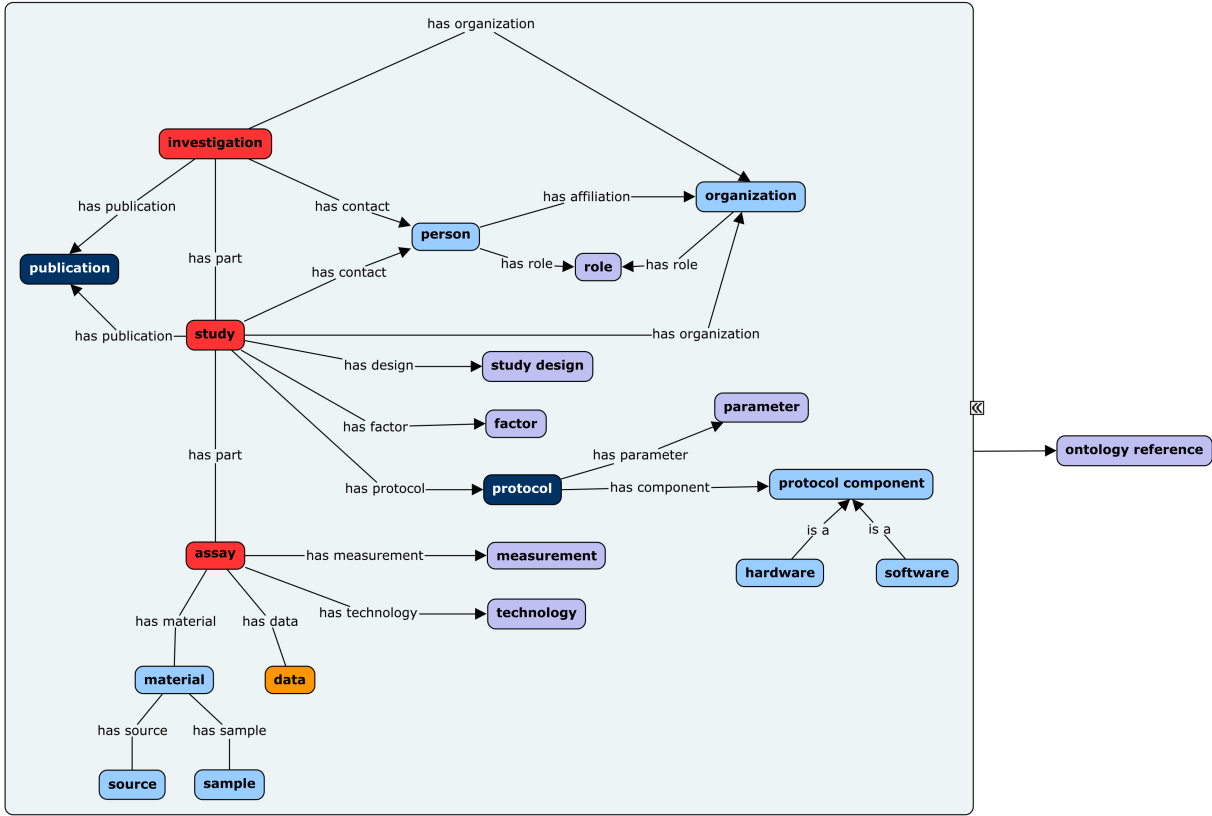 has organization
investigation
has publication
has contact
has affiliation
organization
person
has part
publication
has contact
has role
role
has role
has publication
study
has organization
has design
study design
parameter
has factor
factor
ontology reference
has part
has parameter
has protocol
protocol
has component
protocol component
is a
is a
assay
has measurement
measurement
hardware
software
has material
has data
has technology
technology
material
data
has source
has sample
source
sample